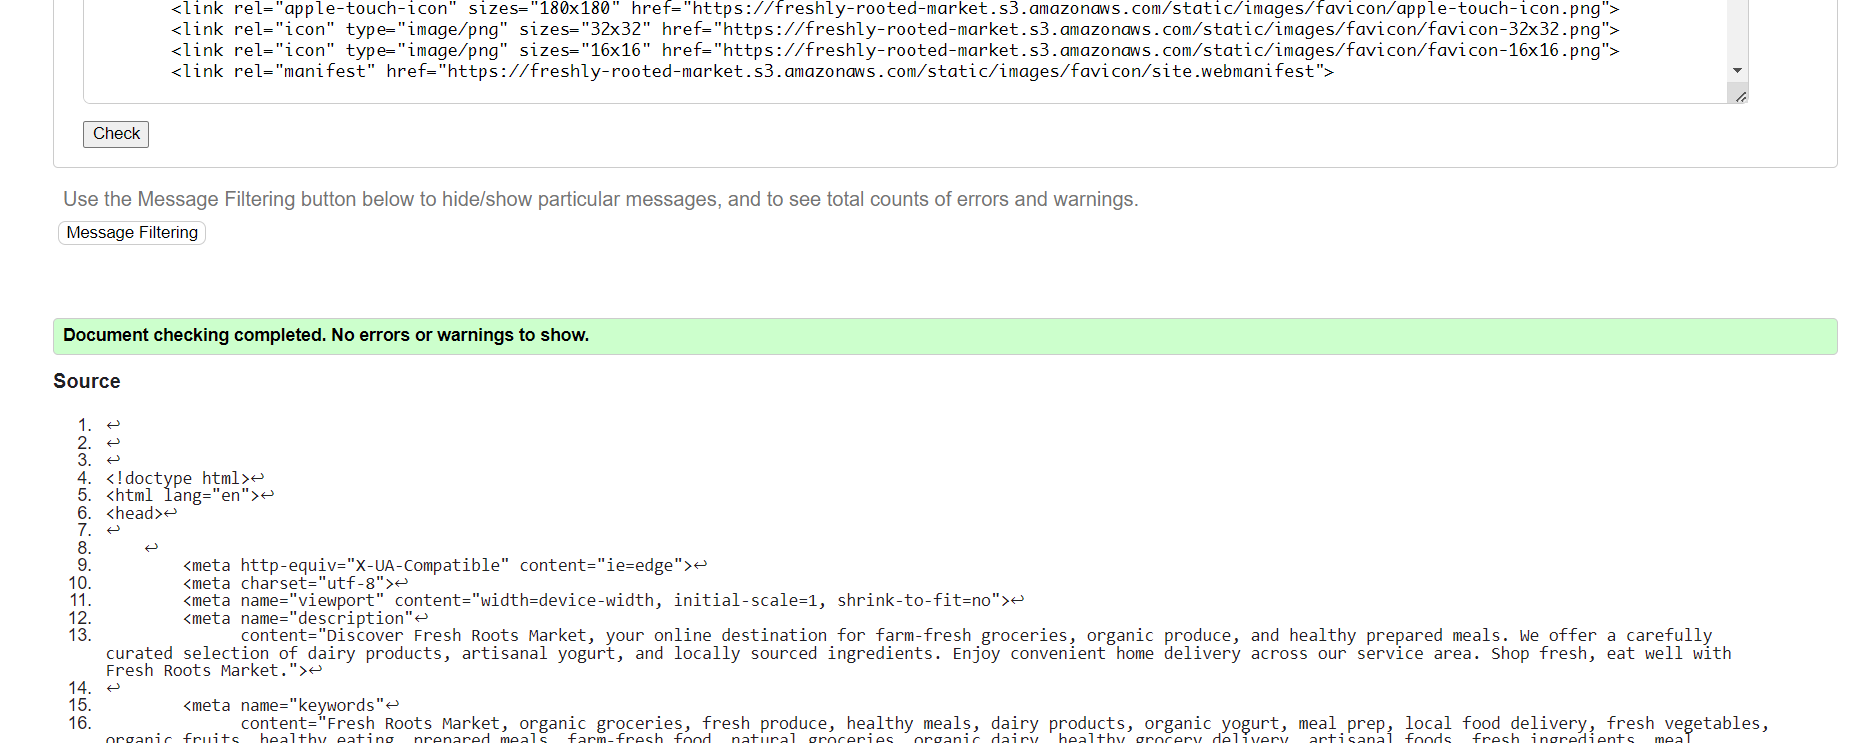 <link rel="apple-touch-icon" sizes="180x180" href="https://freshly-rooted-market.s3.amazonaws.com/static/images/favicon/apple-touch-icon.png">
<link rel="icon" type="image/png" sizes="32x32" href="https://freshly-rooted-market.s3.amazonaws.com/static/images/favicon/favicon-32x32.png">
<link rel="icon" type="image/png" sizes="16x16" href="https://freshly-rooted-market.s3.amazonaws.com/static/images/favicon/favicon-16x16.png">
<link rel="manifest" href="https://freshly-rooted-market.s3.amazonaws.com/static/images/favicon/site.webmanifest">
Check
Use the Message Filtering button below to hide/show particular messages, and to see total counts of errors and warnings.
Message Filtering
Document checking completed. No errors or warnings to show.
Source
1. ↩
2. ↩
3. ↩
4. <!doctype html>↩
5. <html lang="en">↩
6. <head>↩
7. ↩
8. ↩
9. <meta http-equiv="X-UA-Compatible" content="ie=edge">↩
10. <meta charset="utf-8">↩
11. <meta name="viewport" content="width=device-width, initial-scale=1, shrink-to-fit=no">↩
12. <meta name="description"↩
13. content="Discover Fresh Roots Market, your online destination for farm-fresh groceries, organic produce, and healthy prepared meals. We offer a carefully
curated selection of dairy products, artisanal yogurt, and locally sourced ingredients. Enjoy convenient home delivery across our service area. Shop fresh, eat well with
Fresh Roots Market.">↩
14. ↩
15. <meta name="keywords"↩
16. content="Fresh Roots Market, organic groceries, fresh produce, healthy meals, dairy products, organic yogurt, meal prep, local food delivery, fresh vegetables,
organic fruits, healthy eating, prepared meals, farm-fresh food, natural groceries, organic dairy, healthy grocery delivery, artisanal foods, fresh ingredients, meal